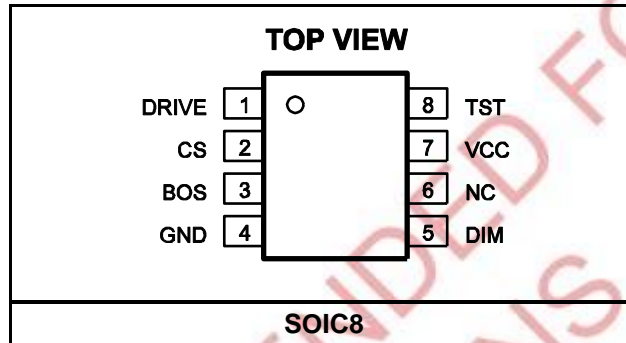 TOP VIEW
DRIVE 1 8 TST
CS 2 7 VCC
BOS 3 6 NC
GND 4 5 DIM
SOIC8